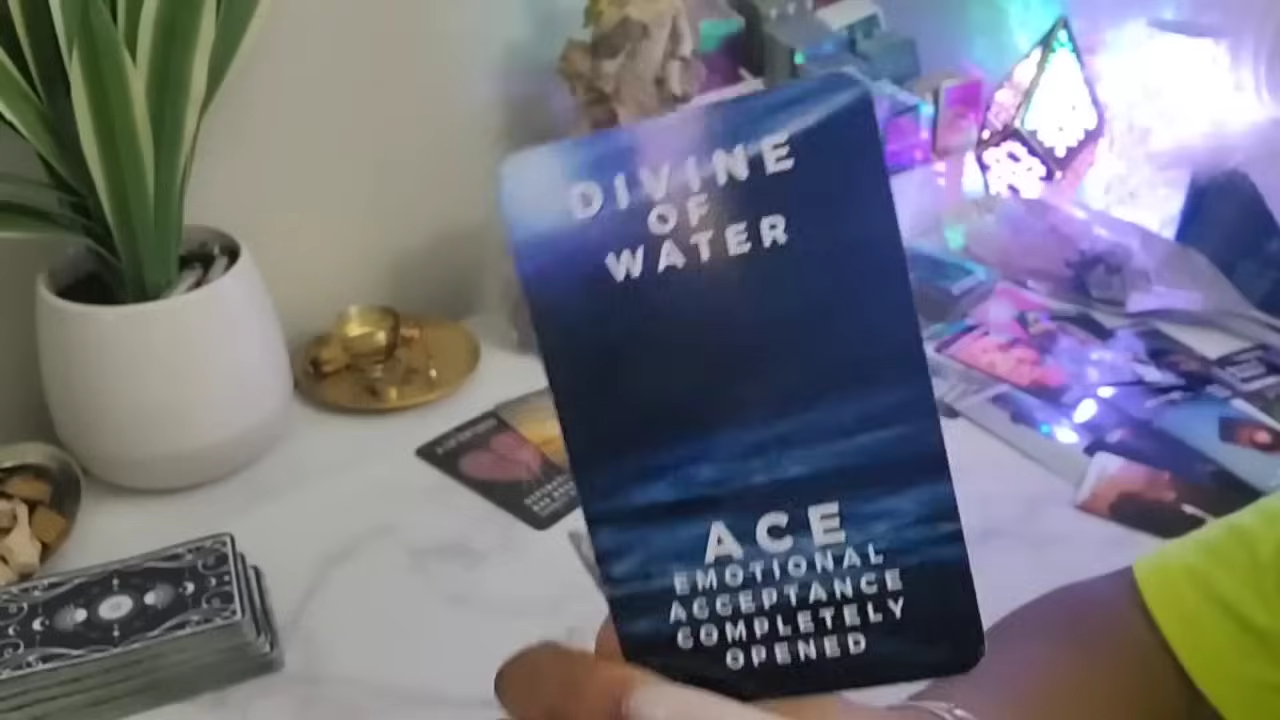 DIVINE
OF
WATER
ACE
EMOTIONAL
ACCEPTANCE
COMPLETELY
OPENED